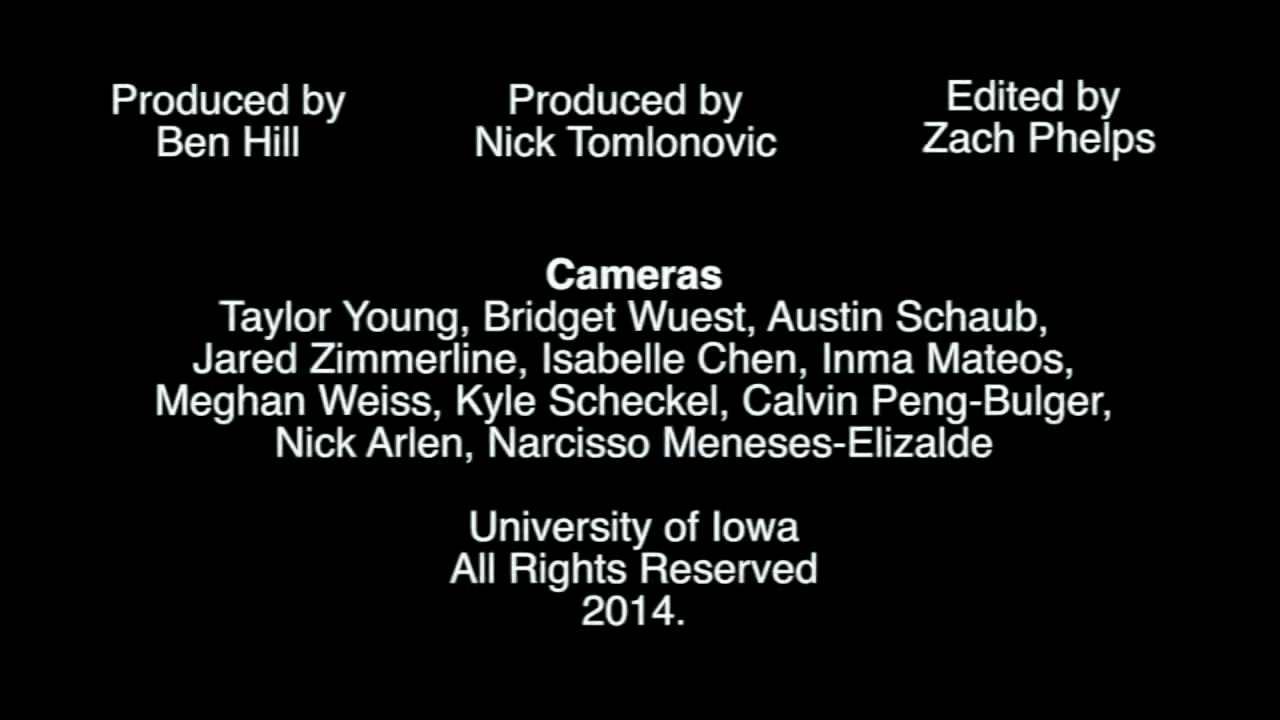 Produced by
Ben Hill
Produced by
Nick Tomlonovic
Edited by
Zach Phelps
Cameras
Taylor Young, Bridget Wuest, Austin Schaub,
Jared Zimmerline, Isabelle Chen, Inma Mateos,
Meghan Weiss, Kyle Scheckel, Calvin Peng-Bulger,
Nick Arlen, Narcisso Meneses-Elizalde
University of Iowa
All Rights Reserved
2014.